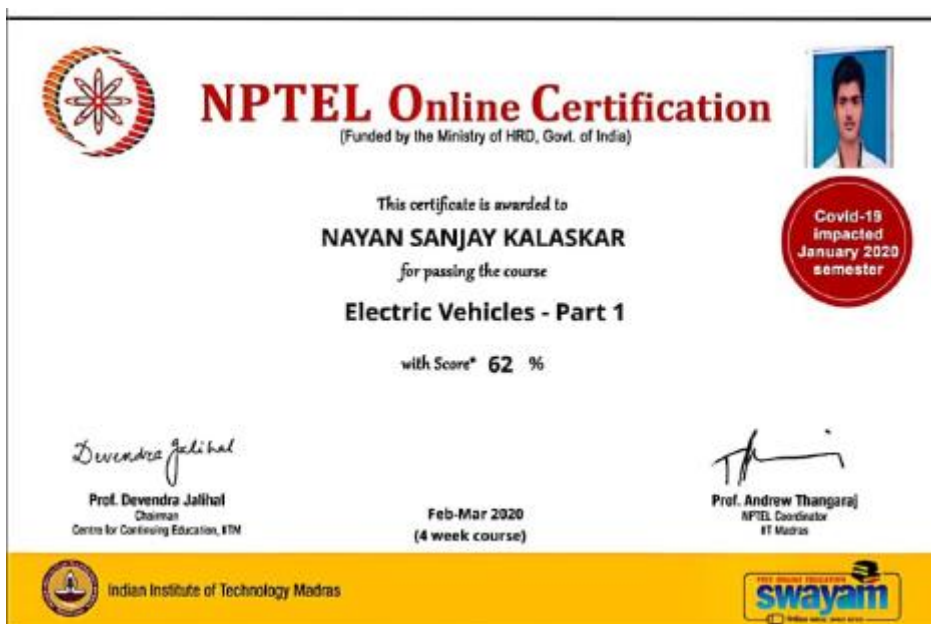 NPTEL Online Certification
(Funded by the Ministry of HRD, Govt. of India)
This certificate is awarded to
NAYAN SANJAY KALASKAR
for passing the course
Electric Vehicles - Part 1
with Score* 62 %
Covid-19
impacted
January 2020
semester
Devendra Jalihal
Prof. Devendra Jalihal
Chairman
Centre for Continuing Education, IITM
Feb-Mar 2020
(4 week course)
Prof. Andrew Thangaraj
NPTEL Coordinator
IIT Madras
Indian Institute of Technology Madras
FREE ONLINE EDUCATION
swayam